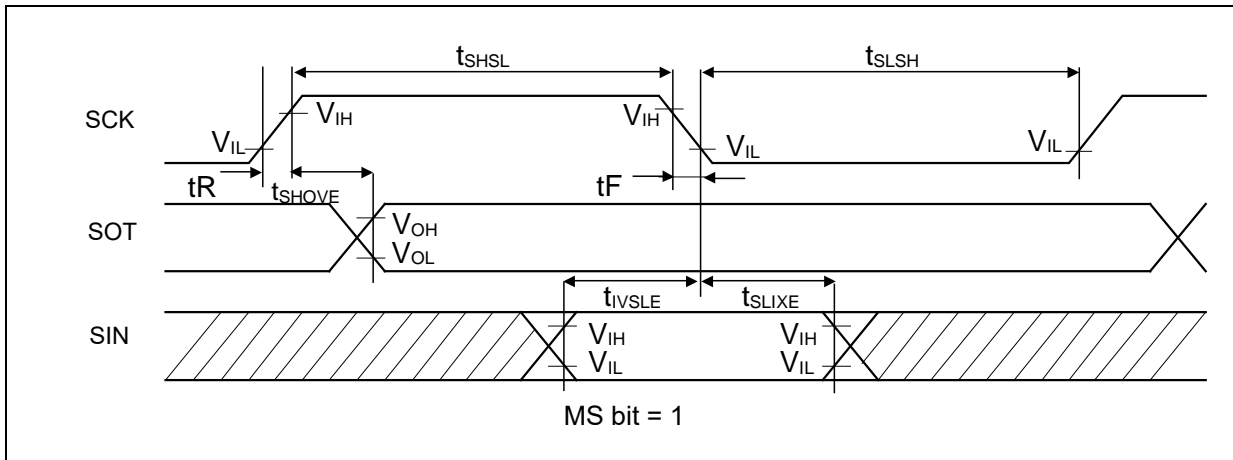 tSHSL
tSLSH
SCK
VIH
VIH
VIL
VIL
VIL
tR
tSHOVE
tF
SOT
VOH
VOL
tIVSLE
tSLIXE
SIN
VIH
VIH
VIL
VIL
MS bit = 1